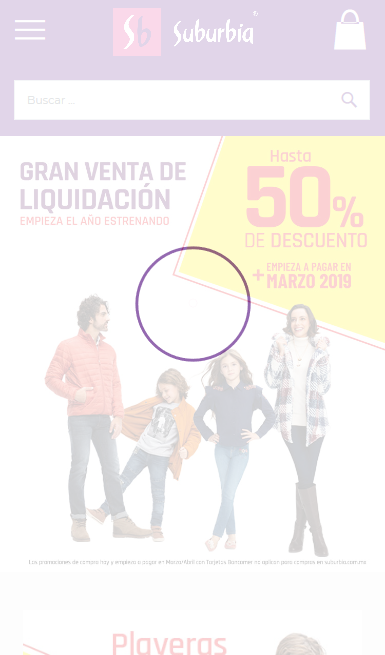 Sb Suburbia
Buscar ...
GRAN VENTA DE
LIQUIDACIÓN
EMPIEZA EL AÑO ESTRENANDO
Hasta
50%
DE DESCUENTO
+ EMPIEZA A PAGAR EN
MARZO 2019
Playeras